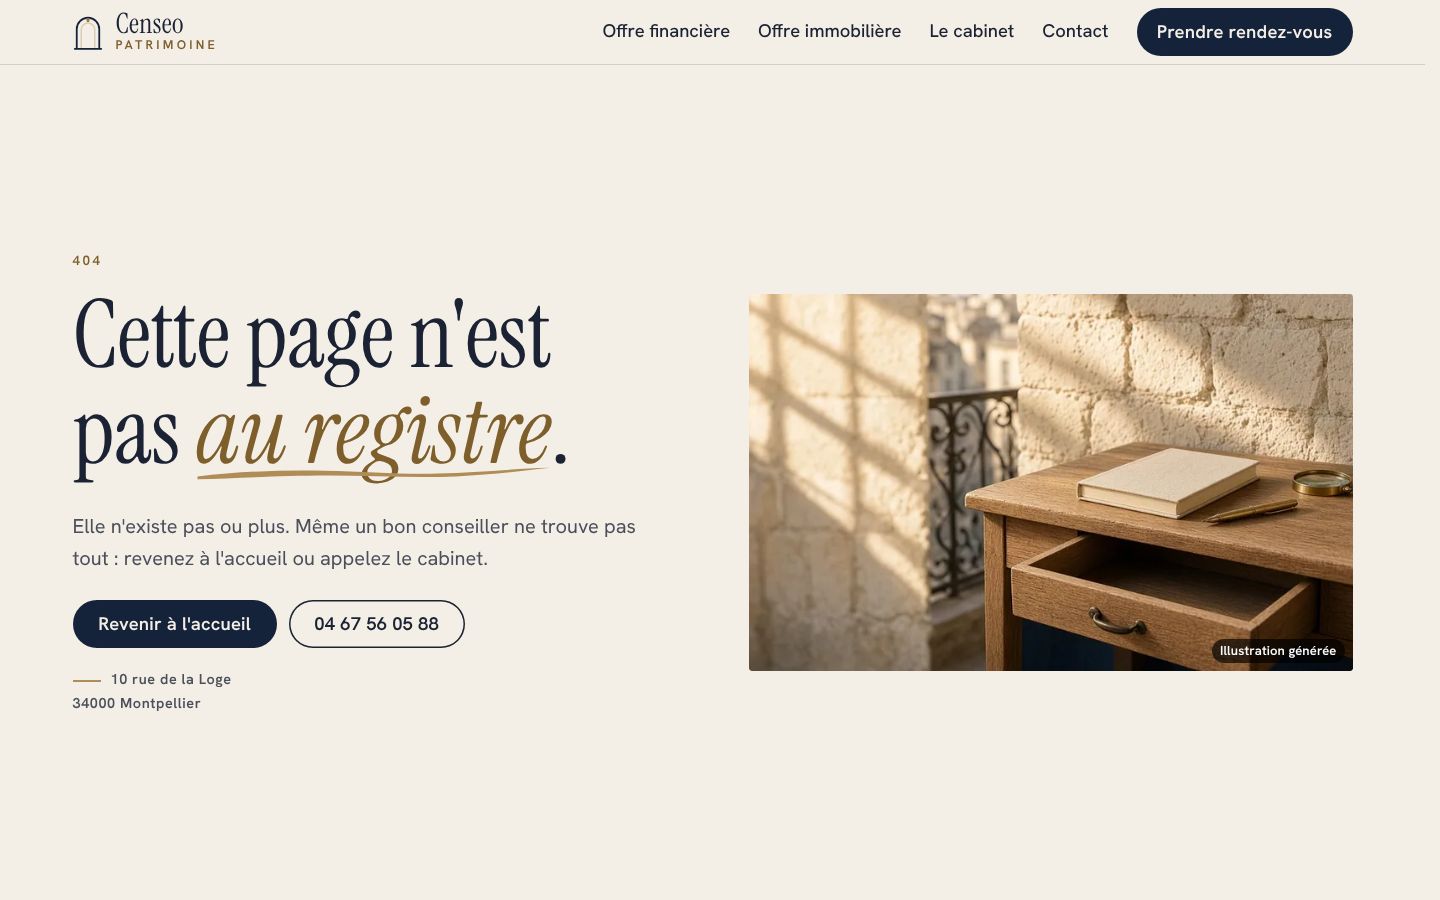 Censeo
PATRIMOINE
Offre financière
Offre immobilière
Le cabinet
Contact
Prendre rendez-vous
404
Cette page n'est
pas au registre.
Elle n'existe pas ou plus. Même un bon conseiller ne trouve pas
tout : revenez à l'accueil ou appelez le cabinet.
Revenir à l'accueil
04 67 56 05 88
10 rue de la Loge
34000 Montpellier
Illustration générée